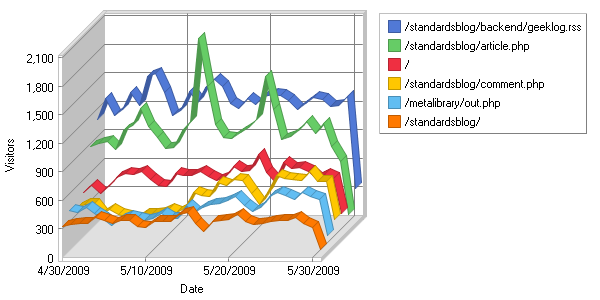 2,100
1,800
1,500
1,200
900
600
300
0
Visitors
4/30/2009
5/10/2009
5/20/2009
5/30/2009
Date
/standardsblog/backend/geeklog.rss
/standardsblog/article.php
/
/standardsblog/comment.php
/metalibrary/out.php
/standardsblog/